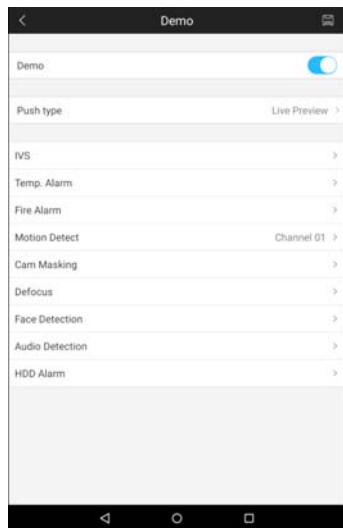 Demo
Demo
Push type Live Preview
IVS
Temp. Alarm
Fire Alarm
Motion Detect Channel 01
Cam Masking
Defocus
Face Detection
Audio Detection
HDD Alarm